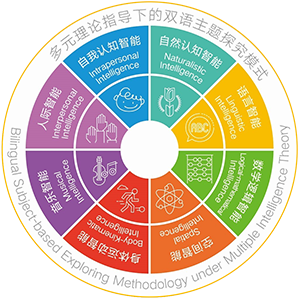 多元理论指导下的双语主题探究模式
自我认知智能
Intrapersonal
Intelligence
自然认知智能
Naturalistic
Intelligence
语言智能
Linguistic
Intelligence
ABC
数学逻辑智能
Logical-mathematical
Intelligence
空间智能
Spatial
Intelligence
身体运动智能
Body-Kinematic
Intelligence
音乐智能
Musical
Intelligence
人际智能
Interpersonal
Intelligence
Bilingual Subject-based Exploring Methodology under Multiple Intelligence Theory